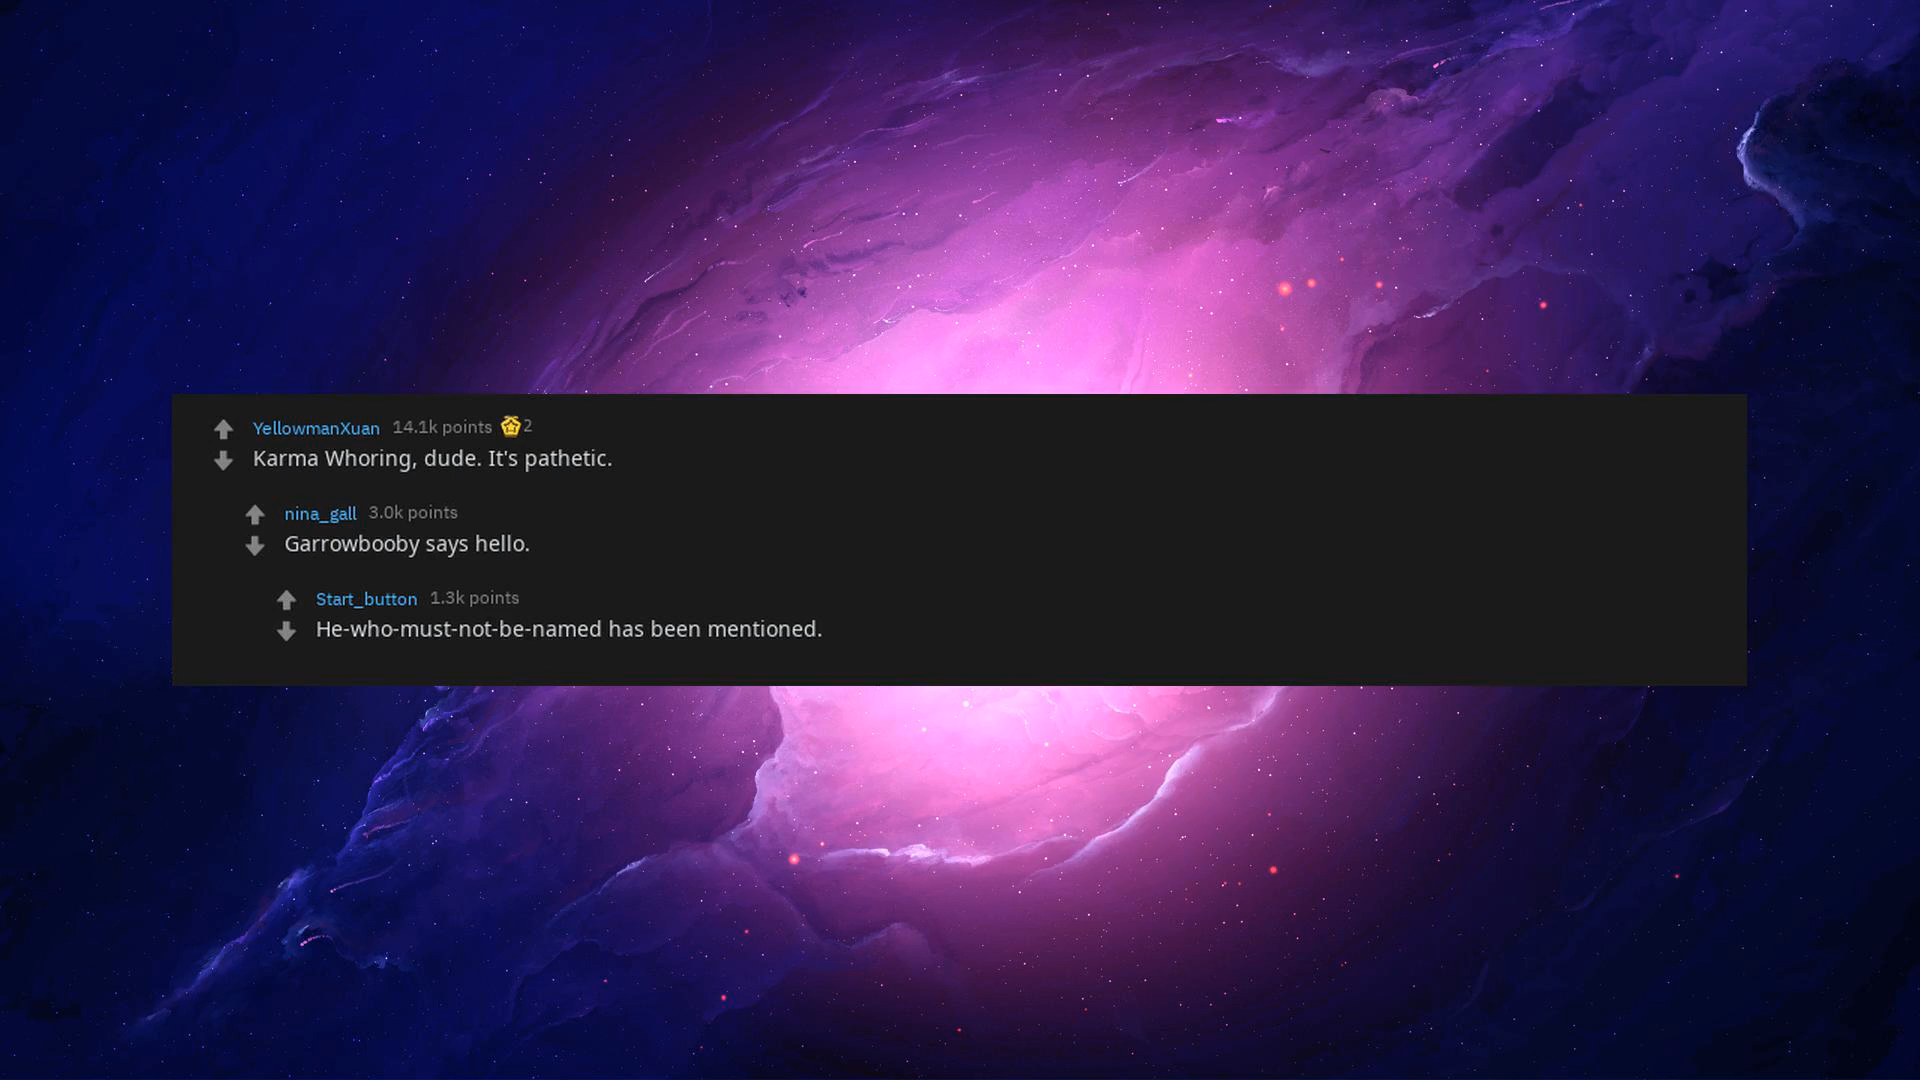 YellowmanXuan 14.1k points 2
Karma Whoring, dude. It's pathetic.
nina_gall 3.0k points
Garrowbooby says hello.
Start_button 1.3k points
He-who-must-not-be-named has been mentioned.